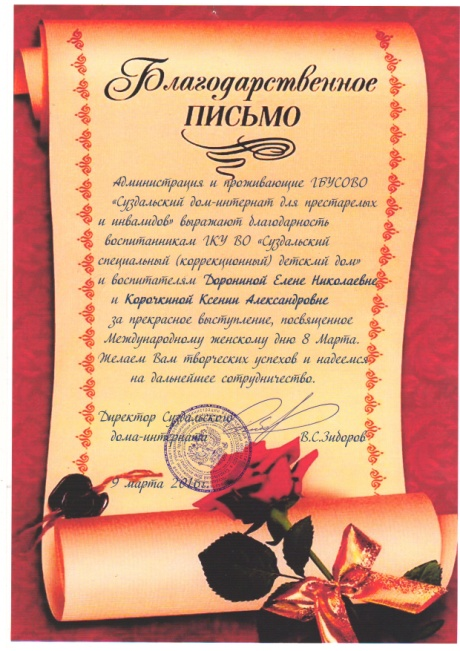 Благодарственное
ПИСЬМО
Администрация и проживающие ГБУСОВО
«Суздальский дом-интернат для престарелых
и инвалидов» выражают благодарность
воспитанникам ГКУ ВО «Суздальский
специальный (коррекционный) детский дом»
и воспитателям Дорониной Елене Николаевне
и Корочкиной Ксении Александровне
за прекрасное выступление, посвященное
Международному женскому дню 8 Марта.
Желаем Вам творческих успехов и надеемся
на дальнейшее сотрудничество.
Директор Суздальского
дома-интерната В.С.Зидоров
9 марта 2016г.